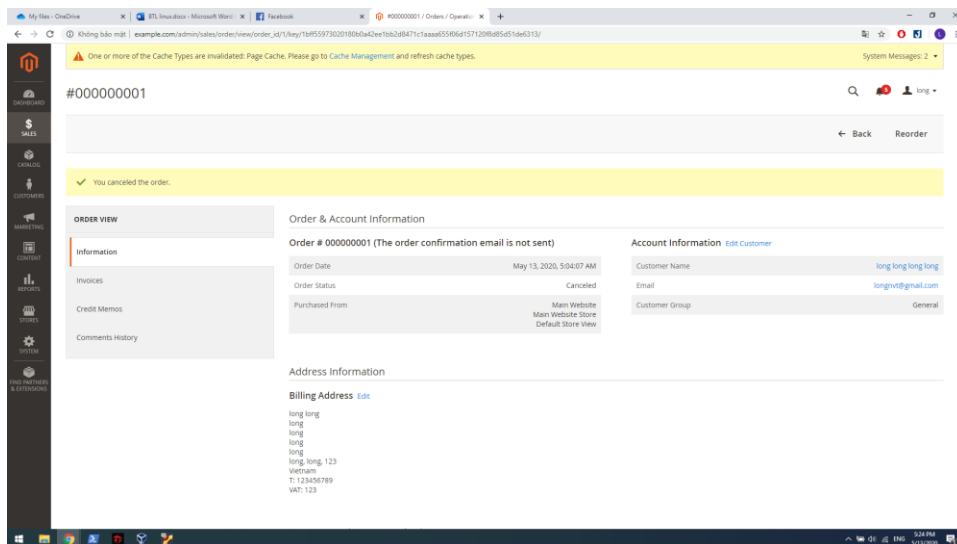 My files - OneDrive
BTL linux.docx - Microsoft Word
Facebook
#000000001 / Orders / Operation
Không bảo mật | example.com/admin/sales/order/view/order_id/1/key/1bff55973020180b0a42ee1bb2d8471c1aaaa655f06d157120f8d85d51de6313/
One or more of the Cache Types are invalidated: Page Cache. Please go to Cache Management and refresh cache types.
System Messages: 2
#000000001
long
DASHBOARD
SALES
CATALOG
CUSTOMERS
MARKETING
CONTENT
REPORTS
STORES
SYSTEM
FIND PARTNERS
& EXTENSIONS
Back
Reorder
You canceled the order.
ORDER VIEW
Information
Invoices
Credit Memos
Comments History
Order & Account Information
Order # 000000001 (The order confirmation email is not sent)
Order Date May 13, 2020, 5:04:07 AM
Order Status Canceled
Purchased From Main Website
Main Website Store
Default Store View
Account Information Edit Customer
Customer Name long long long long
Email longnvt@gmail.com
Customer Group General
Address Information
Billing Address Edit
long long
long
long
long
long
long, long, 123
Vietnam
T: 123456789
VAT: 123
ENG
5:24 PM
5/13/2020